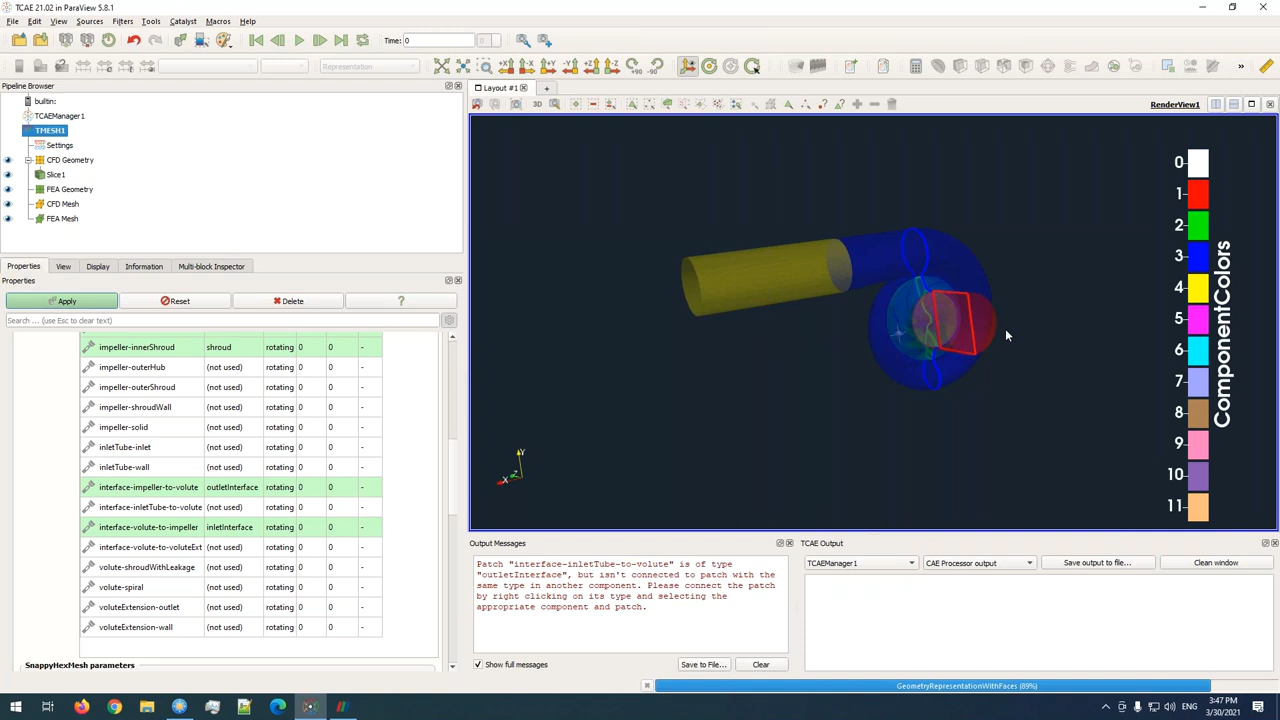 TCAE 21.02 in ParaView 5.8.1
File Edit View Sources Filters Tools Catalyst Macros Help
Time: 0
Representation
Pipeline Browser
Layout #1
RenderView1
builtin:
TCAEManager1
TMESH1
Settings
CFD Geometry
Slice1
FEA Geometry
CFD Mesh
FEA Mesh
Properties View Display Information Multi-block Inspector
Properties
Apply Reset Delete ?
Search ... (use Esc to clear text)
impeller-innerShroud shroud rotating 0 0 -
impeller-outerHub (not used) rotating 0 0 -
impeller-outerShroud (not used) rotating 0 0 -
impeller-shroudWall (not used) rotating 0 0 -
impeller-solid (not used) rotating 0 0 -
inletTube-inlet (not used) rotating 0 0 -
inletTube-wall (not used) rotating 0 0 -
interface-impeller-to-volute outletInterface rotating 0 0 -
interface-inletTube-to-volute (not used) rotating 0 0 -
interface-volute-to-impeller inletInterface rotating 0 0 -
interface-volute-to-voluteExt (not used) rotating 0 0 -
volute-shroudWithLeakage (not used) rotating 0 0 -
volute-spiral (not used) rotating 0 0 -
voluteExtension-outlet (not used) rotating 0 0 -
voluteExtension-wall (not used) rotating 0 0 -
SnappyHexMesh parameters
3D
X
Y
Z
0
1
2
3
4
5
6
7
8
9
10
11
ComponentColors
Output Messages
Patch "interface-inletTube-to-volute" is of type
"outletInterface", but isn't connected to patch with the
same type in another component. Please connect the patch
by right clicking on its type and selecting the
appropriate component and patch.
Show full messages Save to File... Clear
TCAE Output
TCAEManager1 CAE Processor output Save output to file... Clean window
GeometryRepresentationWithFaces (89%)
ENG
3:47 PM
3/30/2021